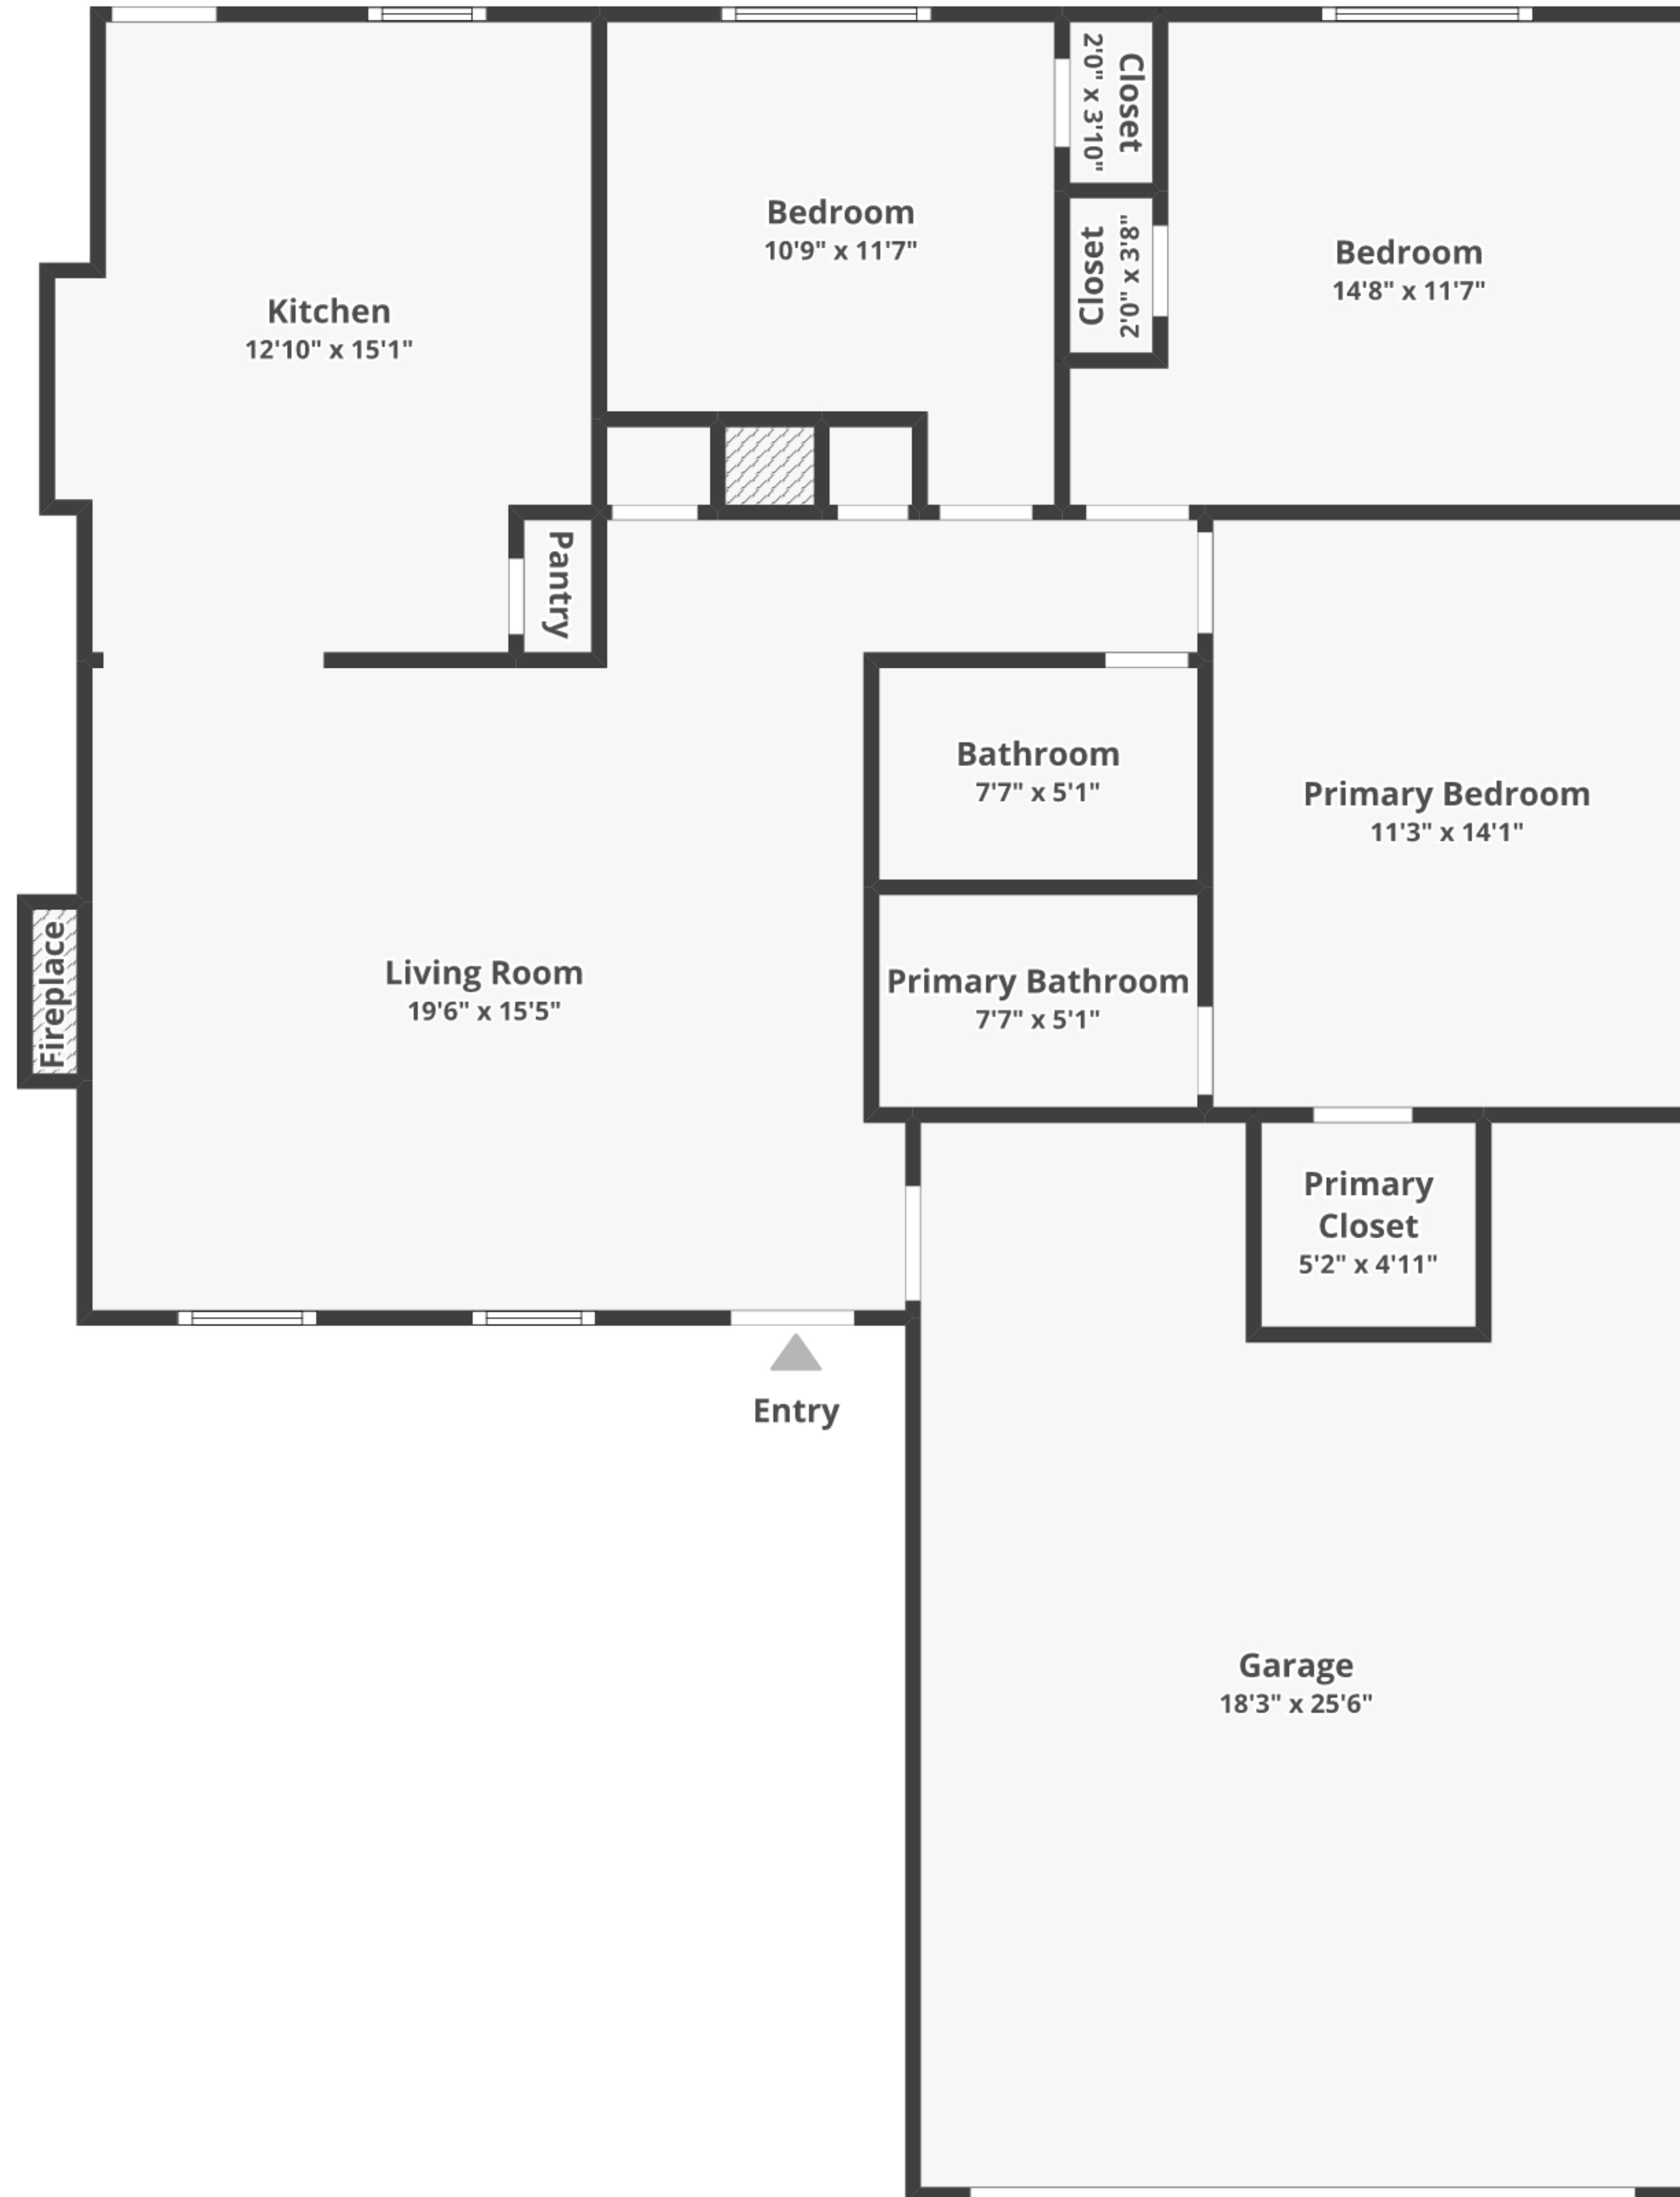 Closet
2'0" x 3'10"
Bedroom
10'9" x 11'7"
Closet
2'0" x 3'8"
Bedroom
14'8" x 11'7"
Kitchen
12'10" x 15'1"
Pantry
Bathroom
7'7" x 5'1"
Primary Bedroom
11'3" x 14'1"
Fireplace
Living Room
19'6" x 15'5"
Primary Bathroom
7'7" x 5'1"
Primary
Closet
5'2" x 4'11"
Entry
Garage
18'3" x 25'6"